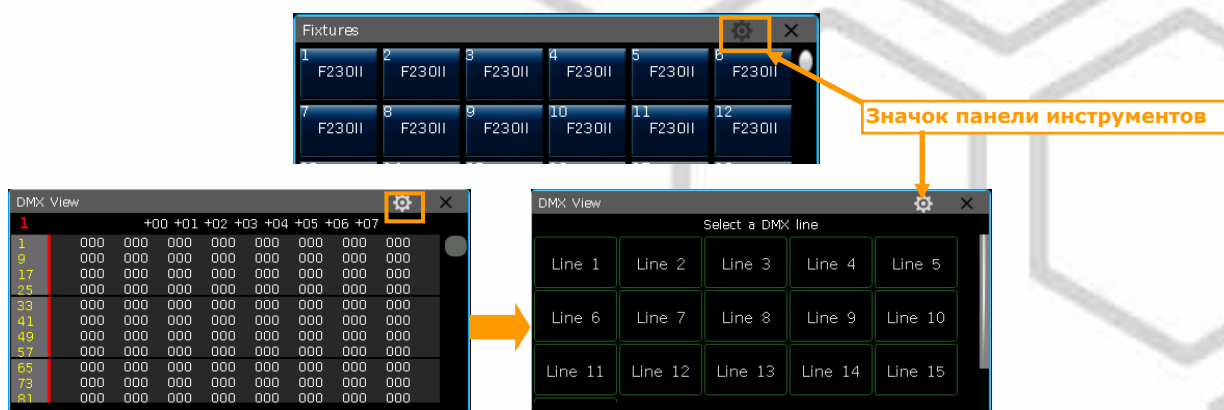 Fixtures
1 2 3 4 5 6
F230II F230II F230II F230II F230II F230II
7 8 9 10 11 12
F230II F230II F230II F230II F230II F230II
Значок панели инструментов
DMX View
1 +00 +01 +02 +03 +04 +05 +06 +07
1 000 000 000 000 000 000 000 000
9 000 000 000 000 000 000 000 000
17 000 000 000 000 000 000 000 000
25 000 000 000 000 000 000 000 000
33 000 000 000 000 000 000 000 000
41 000 000 000 000 000 000 000 000
49 000 000 000 000 000 000 000 000
57 000 000 000 000 000 000 000 000
65 000 000 000 000 000 000 000 000
73 000 000 000 000 000 000 000 000
81 000 000 000 000 000 000 000 000
DMX View
Select a DMX line
Line 1 Line 2 Line 3 Line 4 Line 5
Line 6 Line 7 Line 8 Line 9 Line 10
Line 11 Line 12 Line 13 Line 14 Line 15